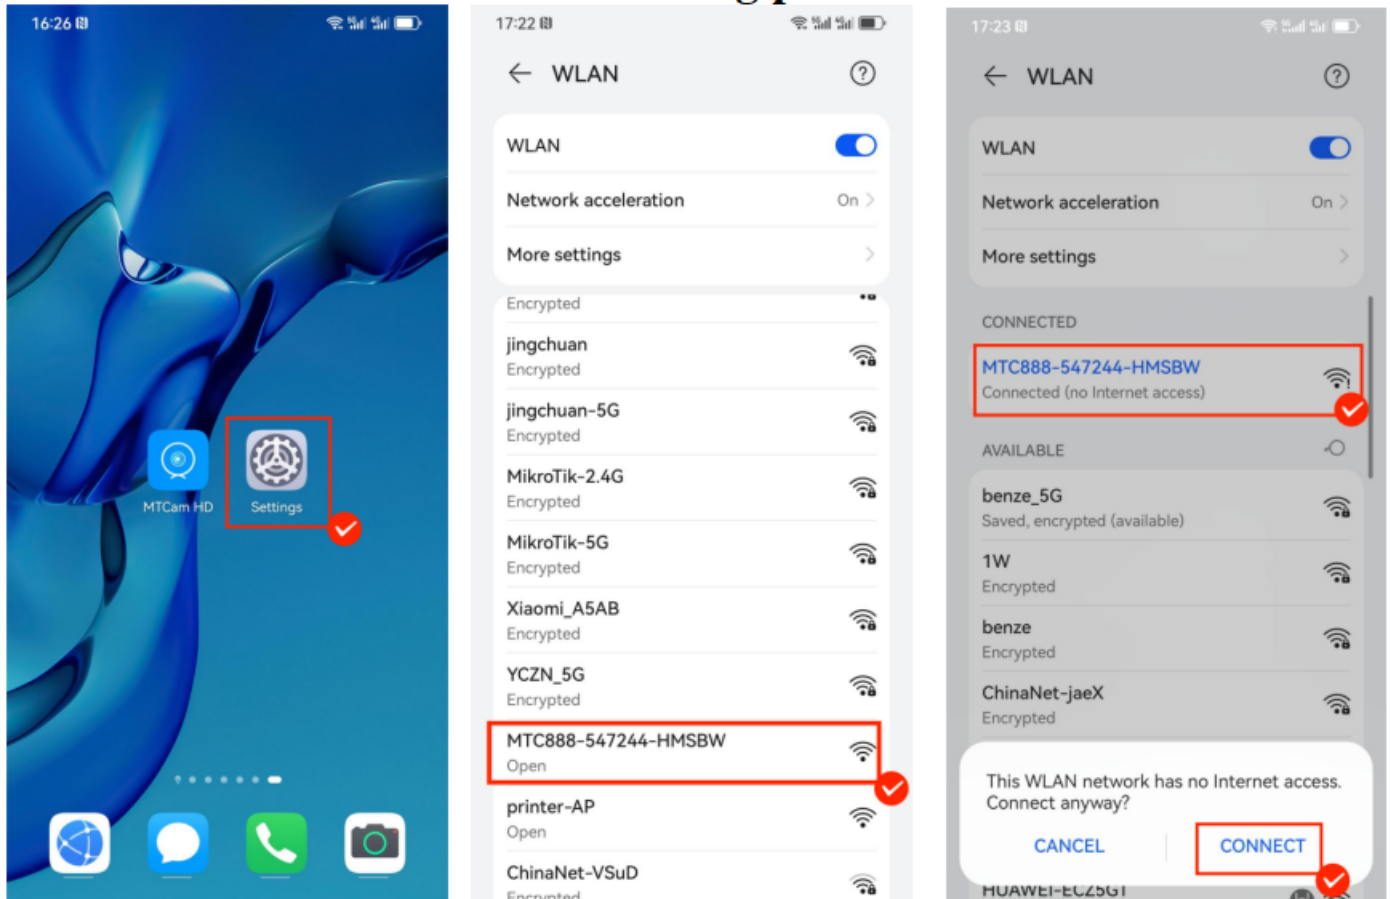 16:26
MTCam HD
Settings
17:22
WLAN
WLAN
Network acceleration
On
More settings
Encrypted
jingchuan
Encrypted
jingchuan-5G
Encrypted
MikroTik-2.4G
Encrypted
MikroTik-5G
Encrypted
Xiaomi_A5AB
Encrypted
YCZN_5G
Encrypted
MTC888-547244-HMSBW
Open
printer-AP
Open
ChinaNet-VSuD
Encrypted
17:23
WLAN
WLAN
Network acceleration
On
More settings
CONNECTED
MTC888-547244-HMSBW
Connected (no Internet access)
AVAILABLE
benze_5G
Saved, encrypted (available)
1W
Encrypted
benze
Encrypted
ChinaNet-jaeX
Encrypted
This WLAN network has no Internet access.
Connect anyway?
CANCEL
CONNECT